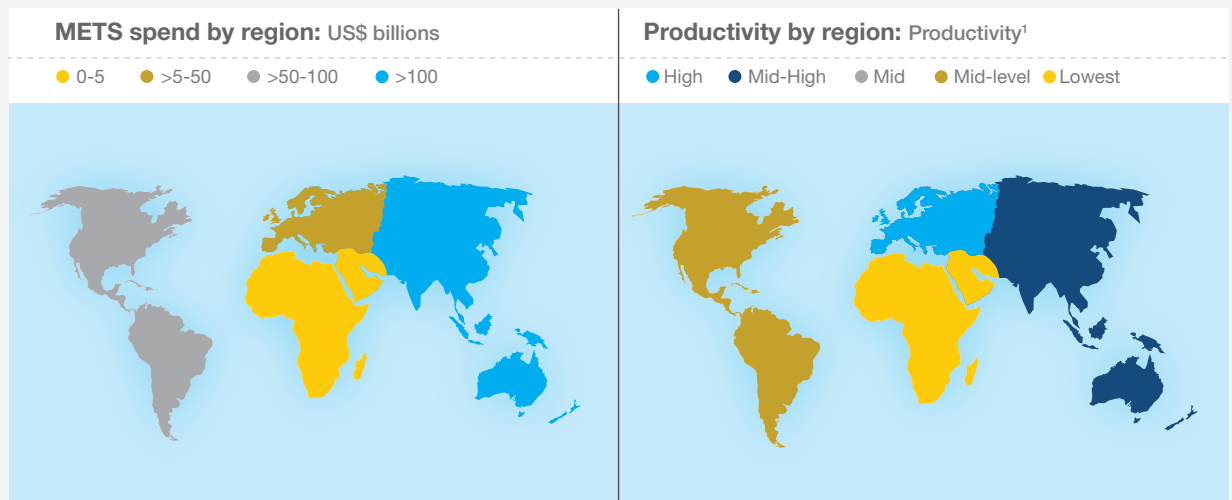 METS spend by region: US$ billions
0-5 >5-50 >50-100 >100
Productivity by region: Productivity¹
High Mid-High Mid Mid-level Lowest